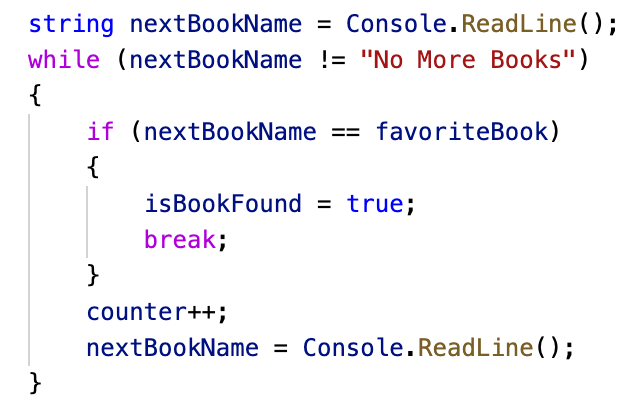 string nextBookName = Console.ReadLine();
while (nextBookName != "No More Books")
{
    if (nextBookName == favoriteBook)
    {
        isBookFound = true;
        break;
    }
    counter++;
    nextBookName = Console.ReadLine();
}